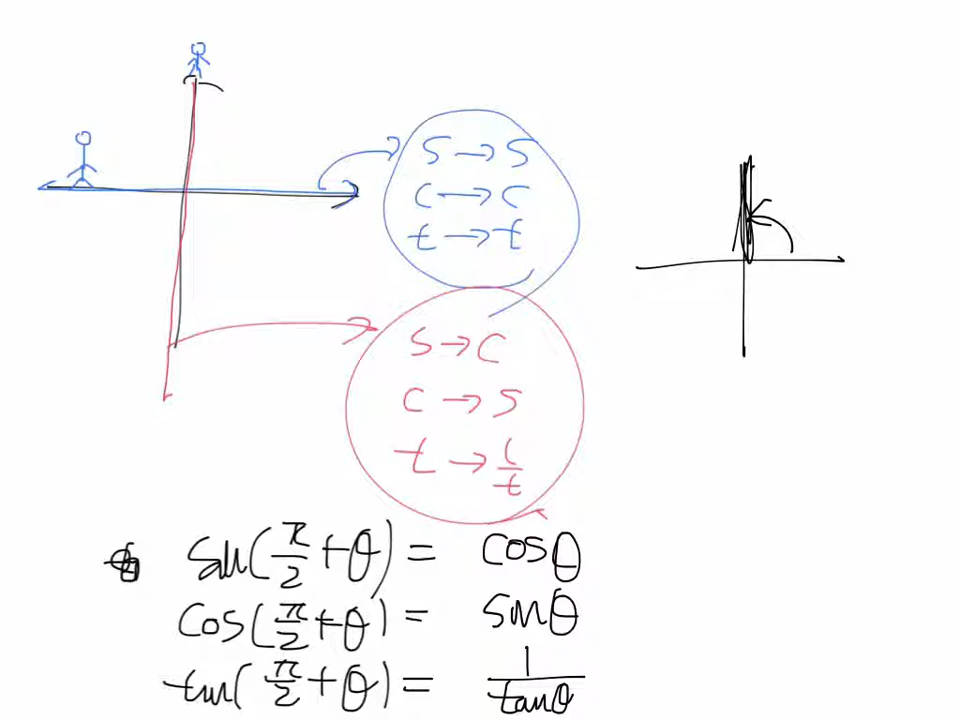 S → S
C → C
t → t
S → C
C → S
t → 1/t
sin(π/2 + θ) = cosθ
cos(π/2 + θ) = sinθ
tan(π/2 + θ) = 1/tanθ